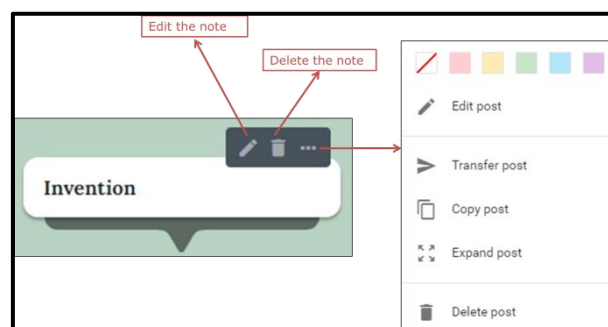 Edit the note
Delete the note
Invention
Edit post
Transfer post
Copy post
Expand post
Delete post